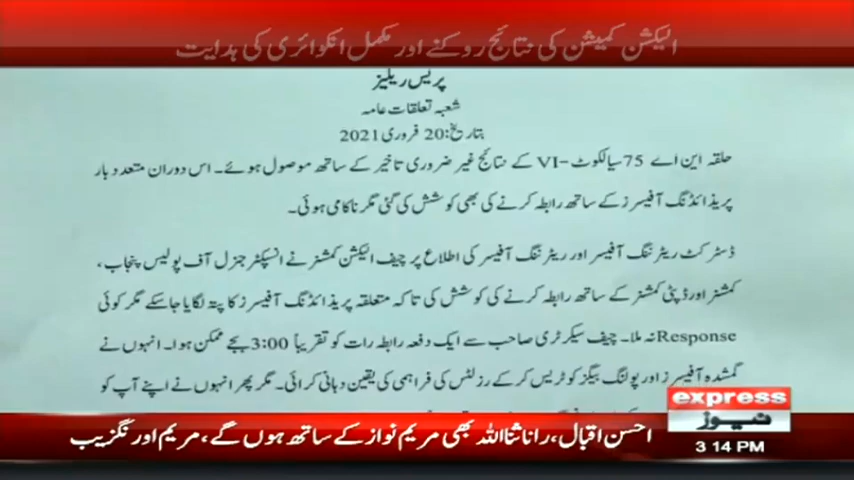 الیکشن کمیشن کی نتائج روکنے اور مکمل انکوائری کی ہدایت
پریس ریلیز
شعبہ تعلقات عامہ
بتاریخ: 20 فروری 2021
حلقہ این اے 75 سیالکوٹ-VI کے نتائج غیر ضروری تاخیر کے ساتھ موصول ہوئے۔ اس دوران متعدد بار
پریذائڈنگ آفیسرز کے ساتھ رابطہ کرنے کی بھی کوشش کی گئی مگر ناکامی ہوئی۔
ڈسٹرکٹ ریٹرننگ آفیسر اور ریٹرننگ آفیسر کی اطلاع پر چیف الیکشن کمشنر نے انسپکٹر جنرل آف پولیس پنجاب،
کمشنر اور ڈپٹی کمشنر کے ساتھ رابطہ کرنے کی کوشش کی تاکہ متعلقہ پریذائڈنگ آفیسرز کا پتہ لگایا جاسکے مگر کوئی
Response نہ ملا۔ چیف سیکرٹری صاحب سے ایک دفعہ رابطہ رات کو تقریباً 3:00 بجے ممکن ہوا۔ انہوں نے
گمشدہ آفیسرز اور پولنگ بیگز کو ٹریس کرکے رزلٹس کی فراہمی کی یقین دہانی کرائی۔ مگر پھر انہوں نے اپنے آپ کو
express
نیوز
3:14 PM
احسن اقبال، رانا ثنااللہ بھی مریم نواز کے ساتھ ہوں گے، مریم اورنگزیب